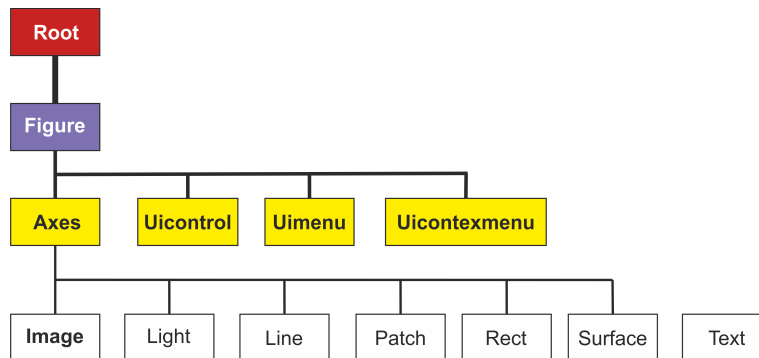 Root
Figure
Axes Uicontrol Uimenu Uicontexmenu
Image Light Line Patch Rect Surface Text